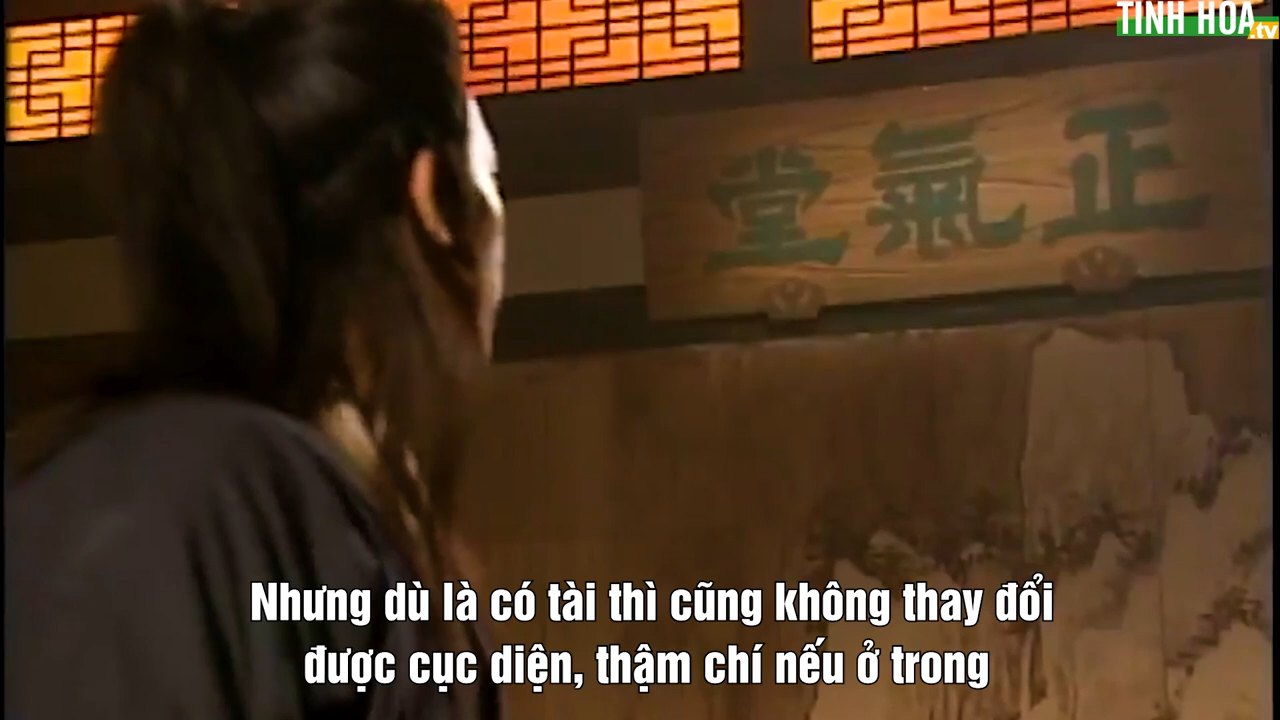 TINH HOA
.tv
正氣堂
Nhưng dù là có tài thì cũng không thay đổi
được cục diện, thậm chí nếu ở trong